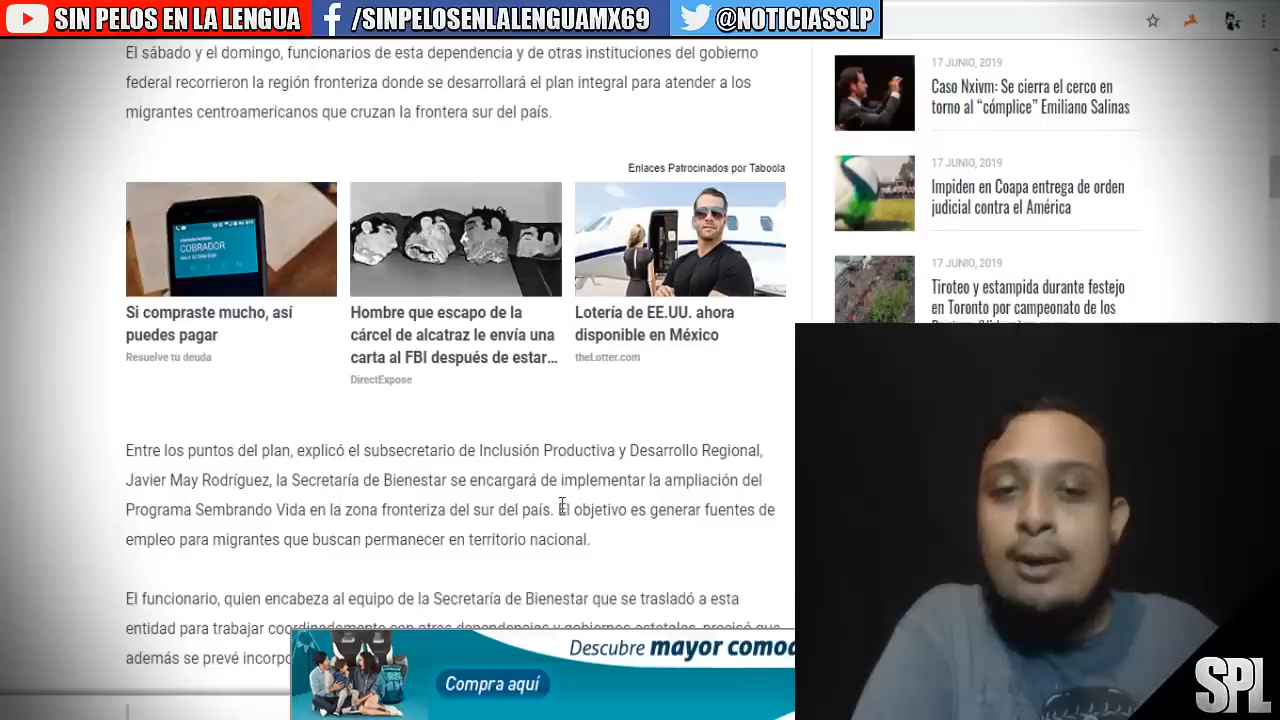 SIN PELOS EN LA LENGUA
/SINPELOSENLALENGUAMX69
@NOTICIASSLP
El sábado y el domingo, funcionarios de esta dependencia y de otras instituciones del gobierno
federal recorrieron la región fronteriza donde se desarrollará el plan integral para atender a los
migrantes centroamericanos que cruzan la frontera sur del país.
Enlaces Patrocinados por Taboola
COBRADOR
Si compraste mucho, así
puedes pagar
Resuelve tu deuda
Hombre que escapo de la
cárcel de alcatraz le envía una
carta al FBI después de estar...
DirectExpose
Lotería de EE.UU. ahora
disponible en México
theLotter.com
Entre los puntos del plan, explicó el subsecretario de Inclusión Productiva y Desarrollo Regional,
Javier May Rodríguez, la Secretaría de Bienestar se encargará de implementar la ampliación del
Programa Sembrando Vida en la zona fronteriza del sur del país. El objetivo es generar fuentes de
empleo para migrantes que buscan permanecer en territorio nacional.
El funcionario, quien encabeza al equipo de la Secretaría de Bienestar que se trasladó a esta
entidad para trabajar coordinadamente con otras dependencias y gobiernos estatales, precisó que
además se prevé incorpo
Descubre mayor comod
Compra aquí
17 JUNIO, 2019
Caso Nxivm: Se cierra el cerco en
torno al “cómplice” Emiliano Salinas
17 JUNIO, 2019
Impiden en Coapa entrega de orden
judicial contra el América
17 JUNIO, 2019
Tiroteo y estampida durante festejo
en Toronto por campeonato de los
SPL